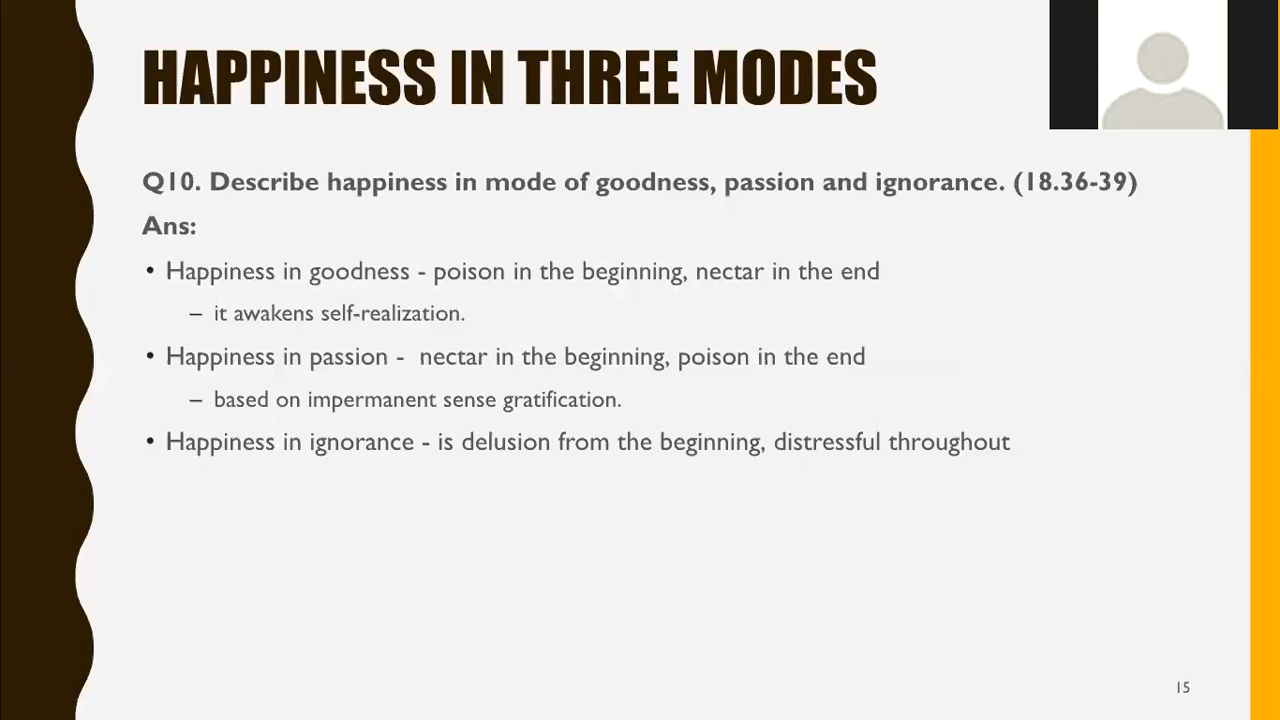 HAPPINESS IN THREE MODES
Q10. Describe happiness in mode of goodness, passion and ignorance. (18.36-39)
Ans:
• Happiness in goodness - poison in the beginning, nectar in the end
– it awakens self-realization.
• Happiness in passion -  nectar in the beginning, poison in the end
– based on impermanent sense gratification.
• Happiness in ignorance - is delusion from the beginning, distressful throughout
15